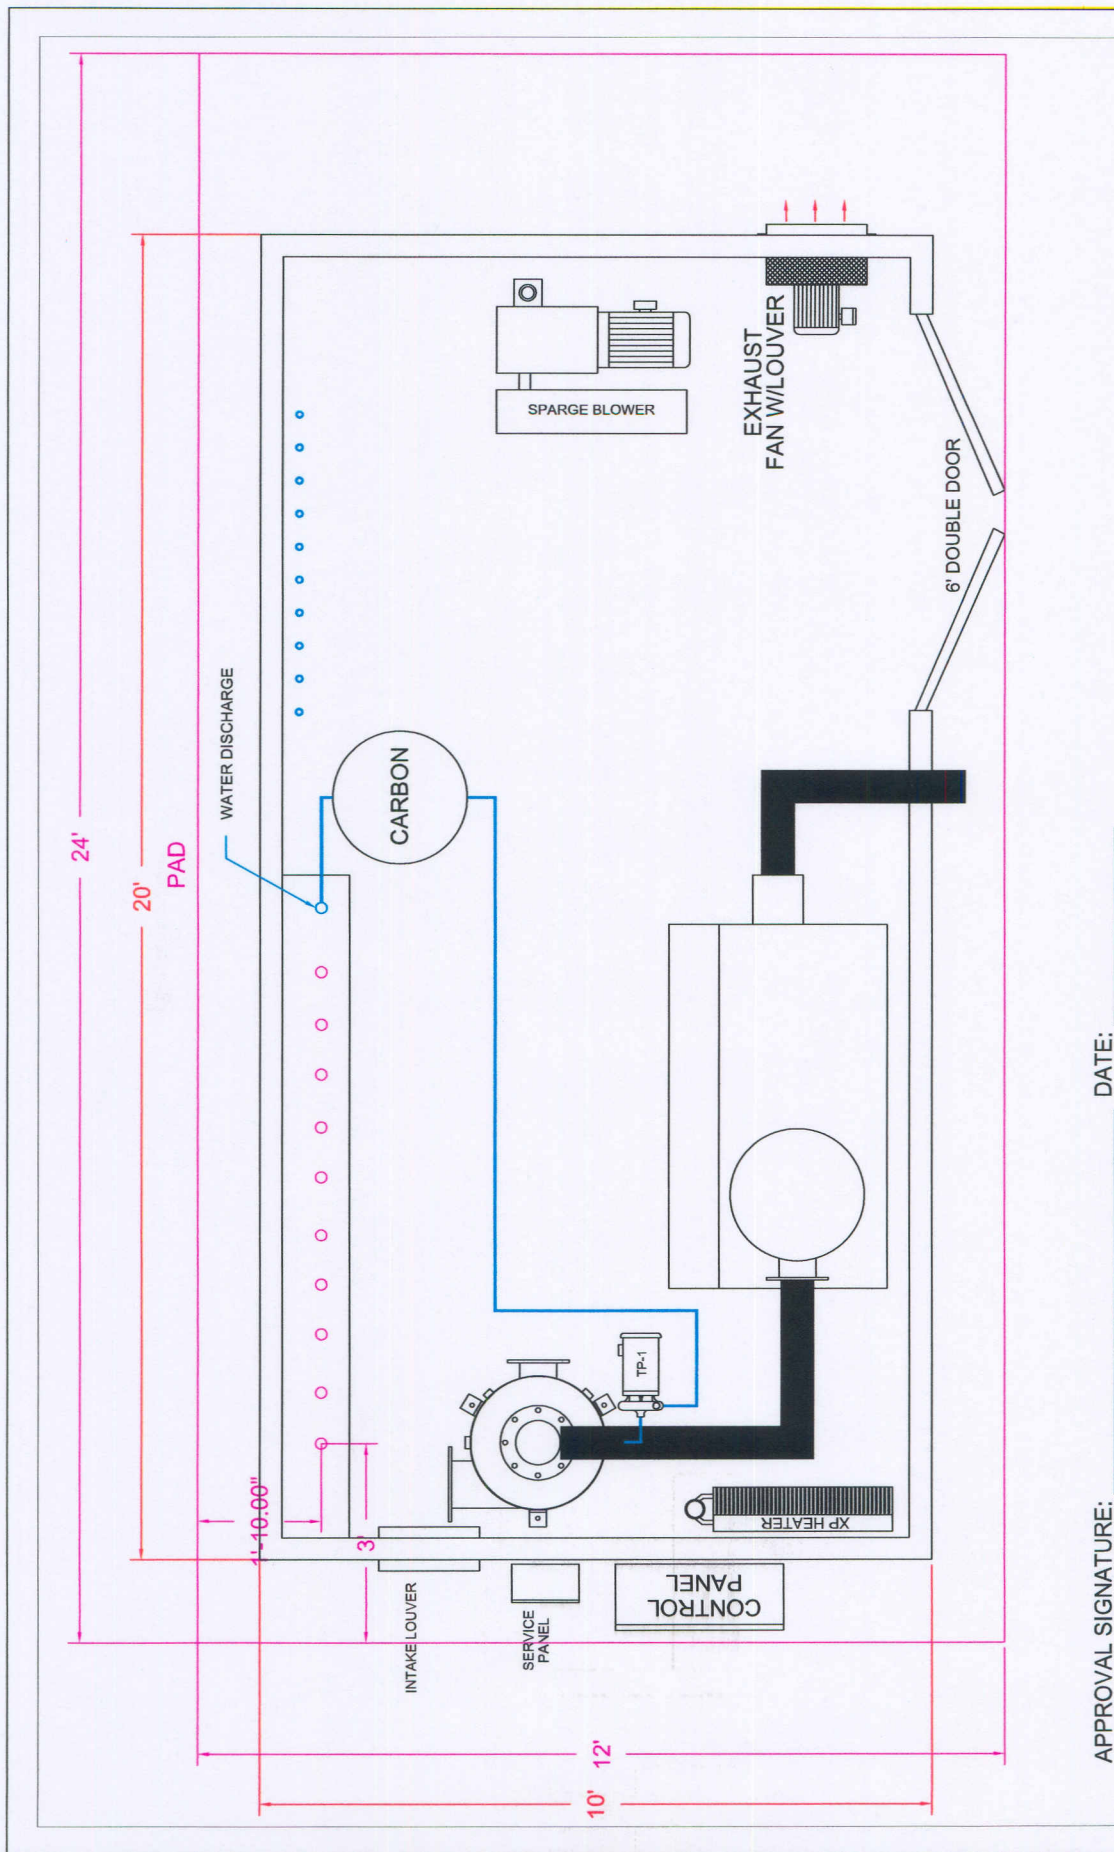 24'
20'
PAD
WATER DISCHARGE
CARBON
SPARGE BLOWER
EXHAUST
FAN W/LOUVER
6' DOUBLE DOOR
1'-10.00"
3'
TP-1
XP HEATER
INTAKE LOUVER
SERVICE
PANEL
CONTROL
PANEL
12'
10'
APPROVAL SIGNATURE:
DATE: